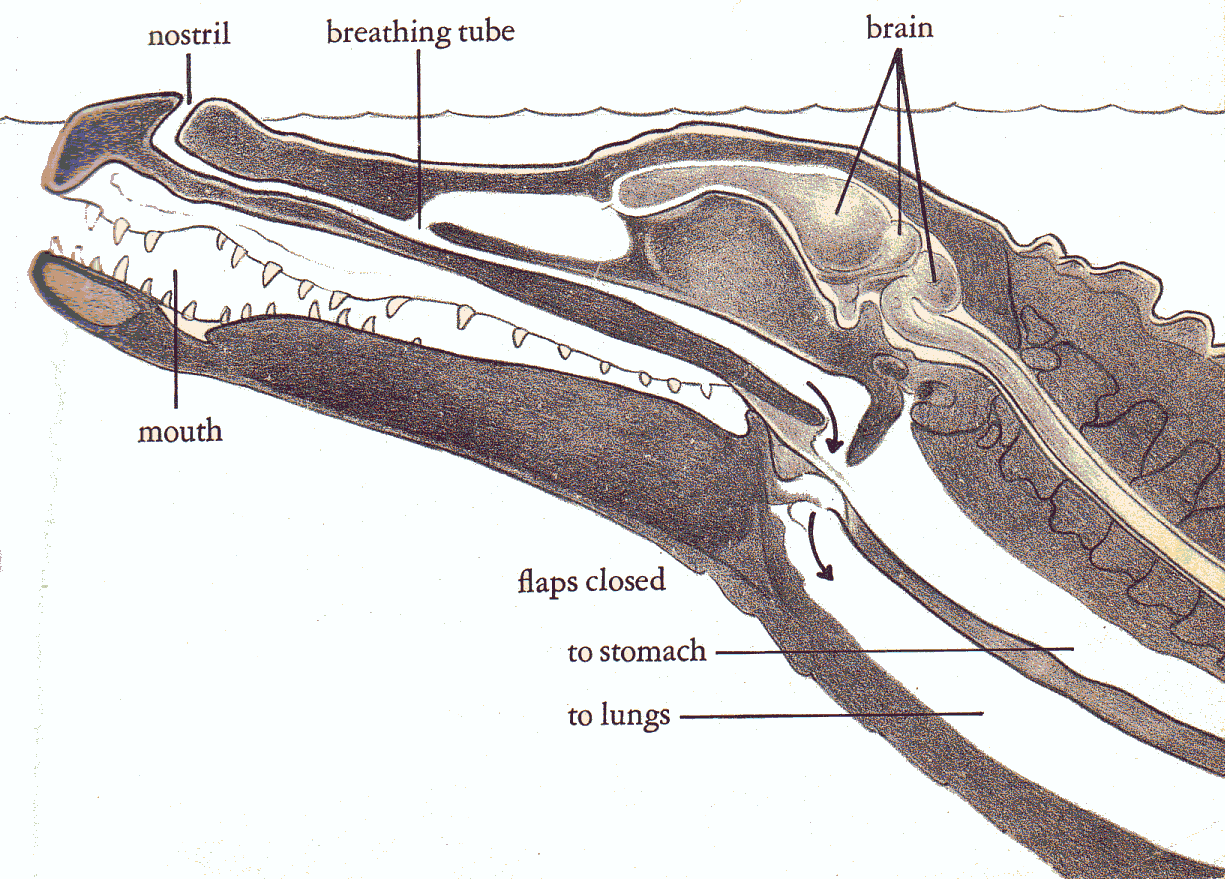 nostril
breathing tube
brain
mouth
flaps closed
to stomach
to lungs